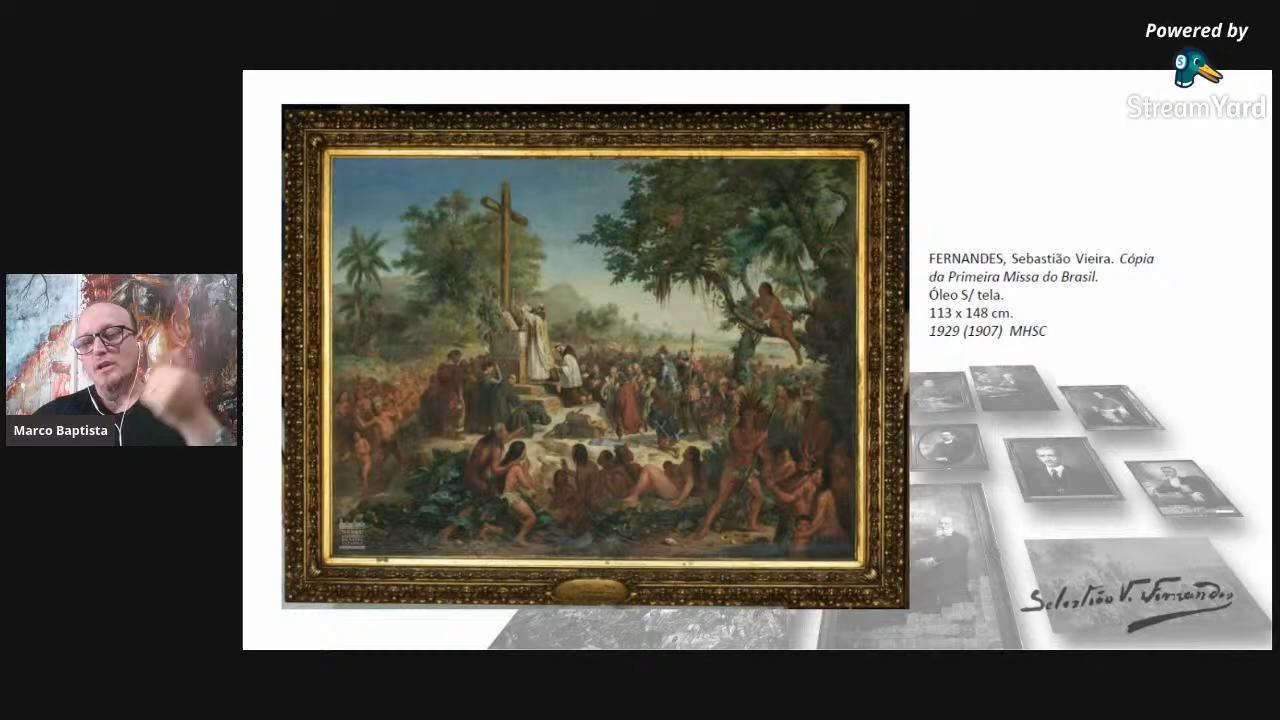 Powered by
StreamYard
FERNANDES, Sebastião Vieira. Cópia
da Primeira Missa do Brasil.
Óleo S/ tela.
113 x 148 cm.
1929 (1907) MHSC
Marco Baptista
Sebastião V. Fernandes